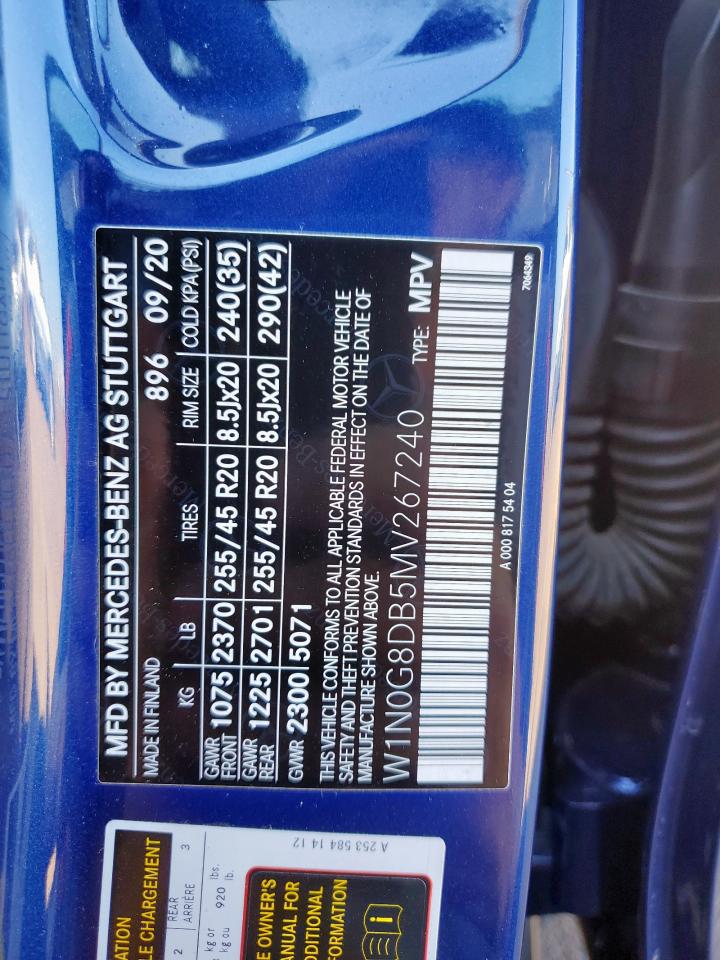 MFD BY MERCEDES-BENZ AG STUTTGART
MADE IN FINLAND 896 09/20
KG LB TIRES RIM SIZE COLD KPA(PSI)
GAWR FRONT 1075 2370 255/45 R20 8.5Jx20 240(35)
GAWR REAR 1225 2701 255/45 R20 8.5Jx20 290(42)
GVWR 2300 5071
THIS VEHICLE CONFORMS TO ALL APPLICABLE FEDERAL MOTOR VEHICLE
SAFETY AND THEFT PREVENTION STANDARDS IN EFFECT ON THE DATE OF
MANUFACTURE SHOWN ABOVE.
W1N0G8DB5MV267240 TYPE: MPV
A 000 817 54 04
7064349
ATION
LE CHARGEMENT
2 REAR ARRIÈRE 3
kg or 920 lbs.
kg ou lb.
E OWNER'S
ANUAL FOR
DDITIONAL
FORMATION
A 253 584 14 12